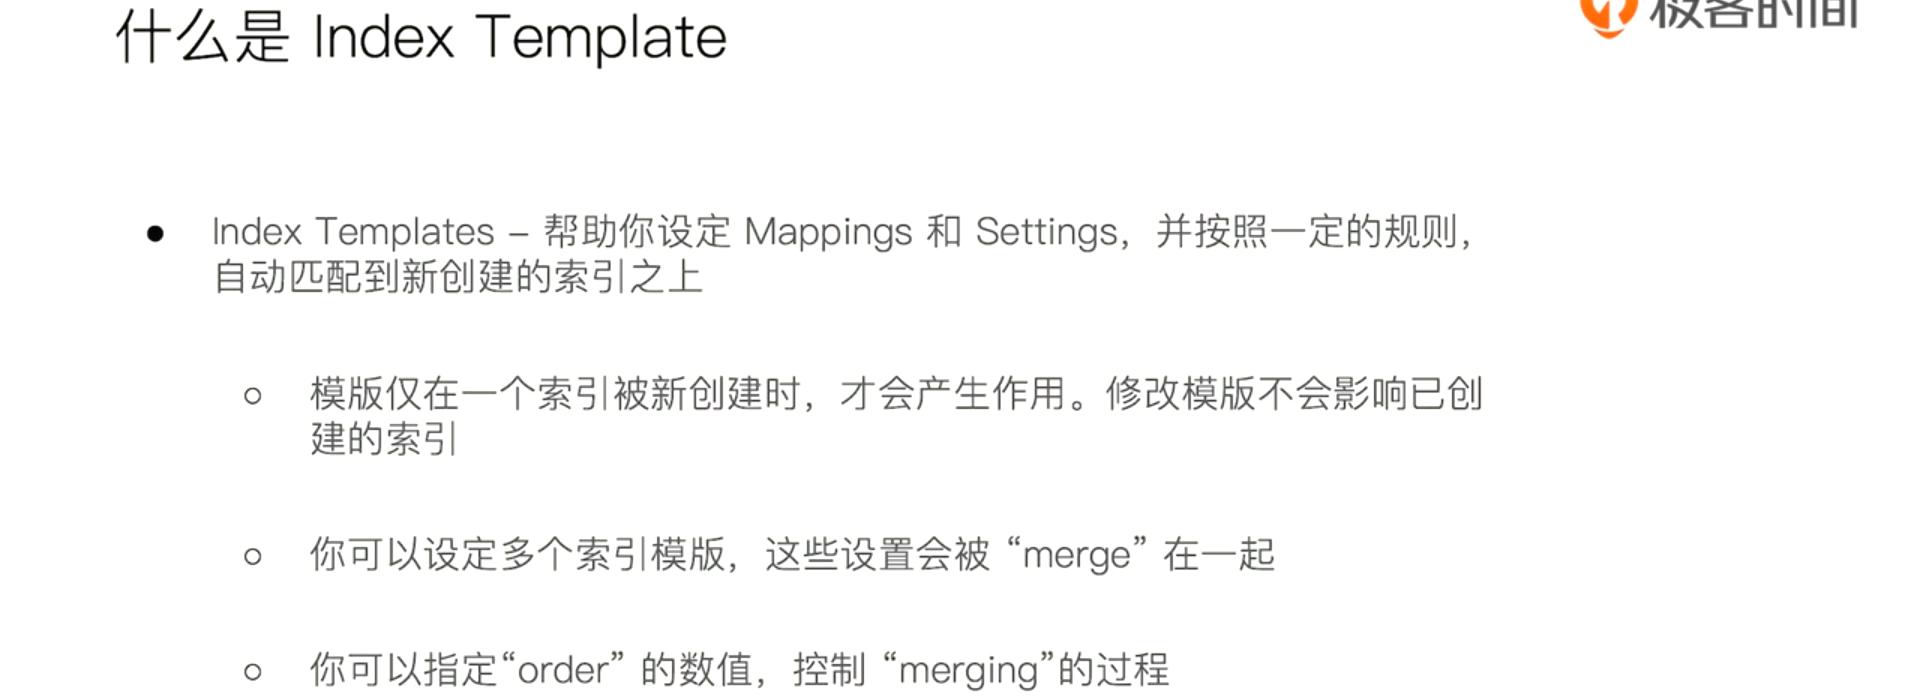 什么是 Index Template
极客时间
● Index Templates – 帮助你设定 Mappings 和 Settings，并按照一定的规则，
自动匹配到新创建的索引之上
○ 模版仅在一个索引被新创建时，才会产生作用。修改模版不会影响已创
建的索引
○ 你可以设定多个索引模版，这些设置会被 “merge” 在一起
○ 你可以指定“order” 的数值，控制 “merging”的过程